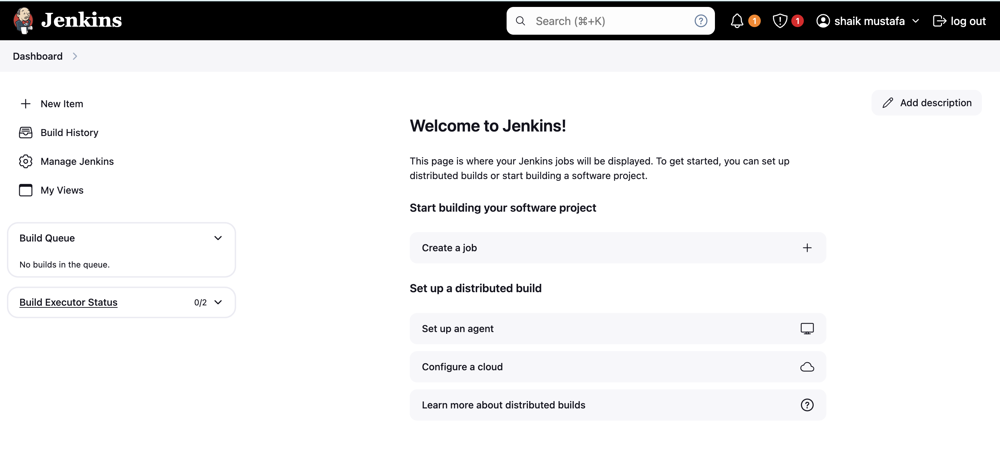 Jenkins
Search (⌘+K)
?
1
1
shaik mustafa
log out
Dashboard
New Item
Build History
Manage Jenkins
My Views
Build Queue
No builds in the queue.
Build Executor Status
0/2
Add description
Welcome to Jenkins!
This page is where your Jenkins jobs will be displayed. To get started, you can set up
distributed builds or start building a software project.
Start building your software project
Create a job
Set up a distributed build
Set up an agent
Configure a cloud
Learn more about distributed builds
?